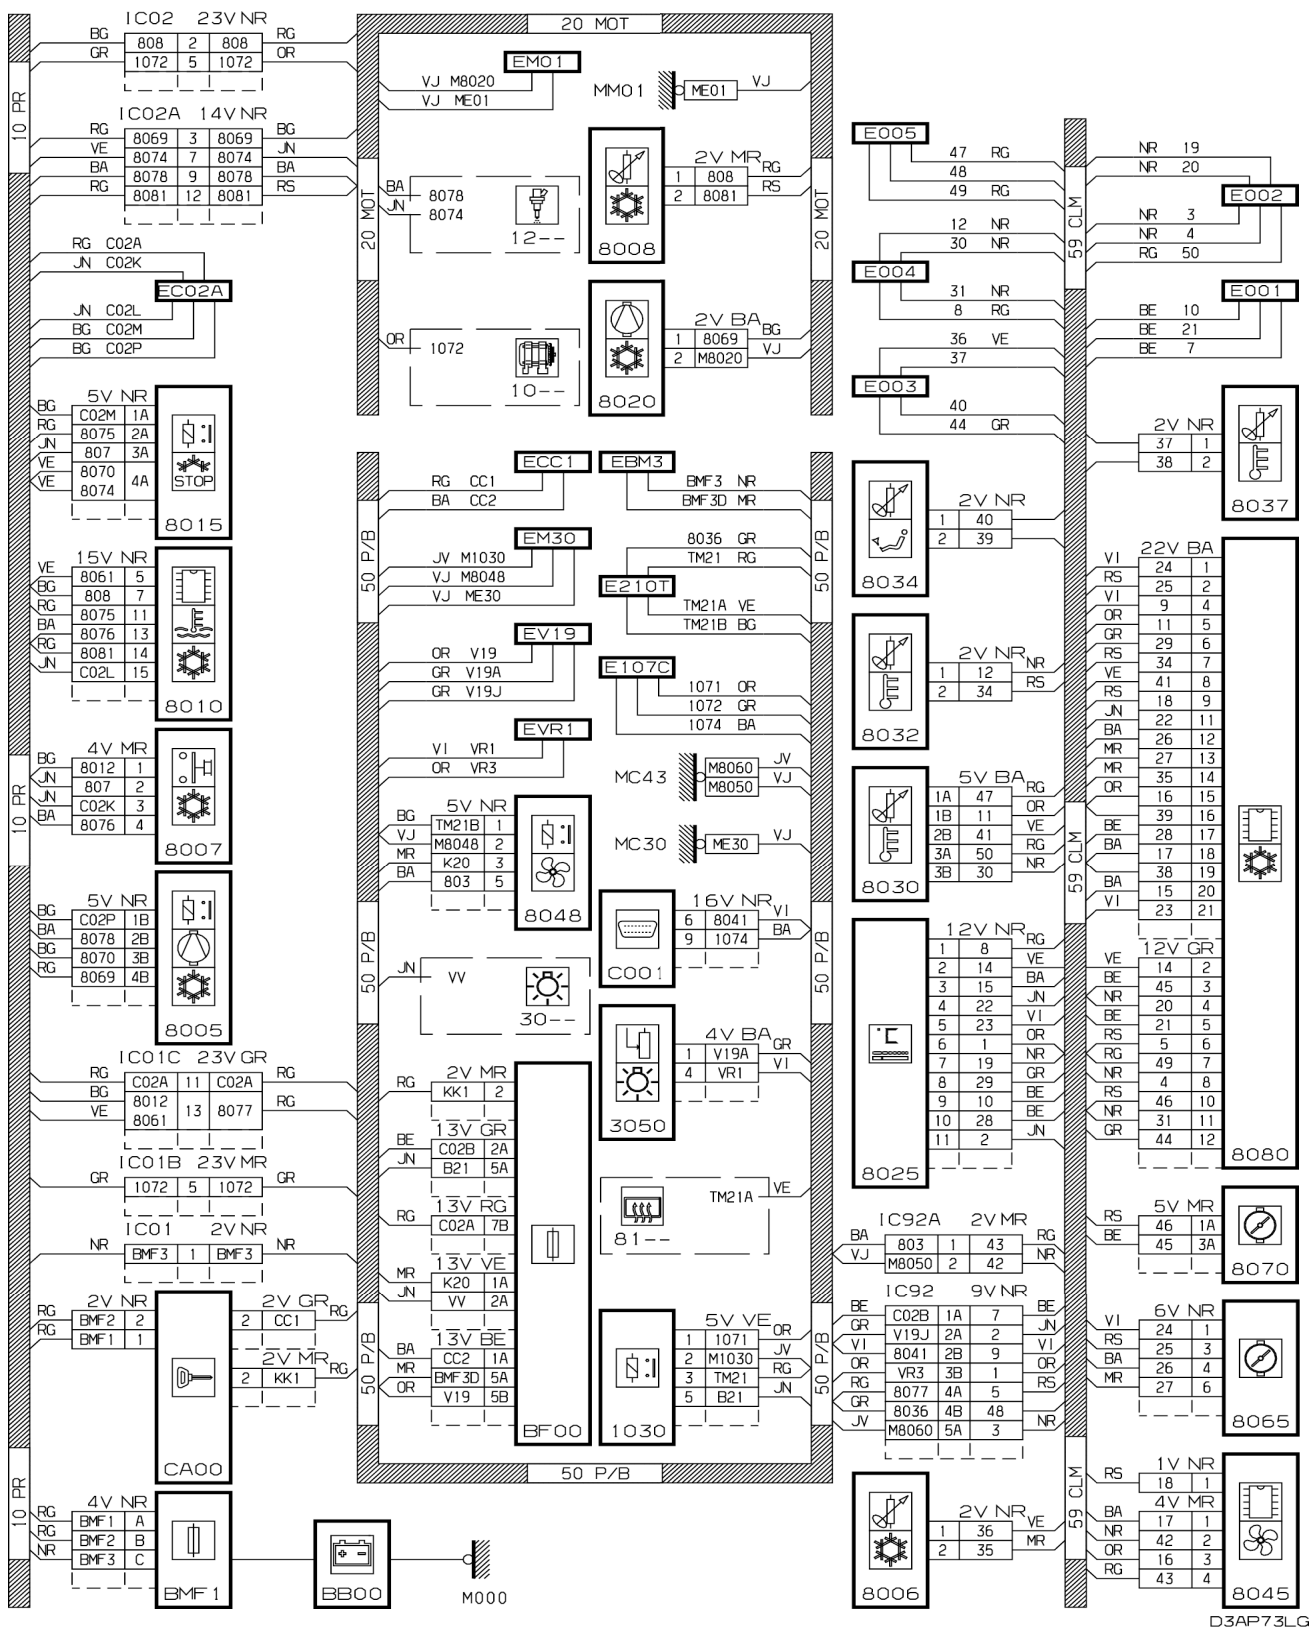 1C02 23V NR
BG 808 2 808 RG
GR 1072 5 1072 OR
10 PR
1C02A 14V NR
RG 8069 3 8069 BG
VE 8074 7 8074 JN
BA 8078 9 8078 BA
RG 8081 12 8081 RS
RG C02A
JN C02K
EC02A
JN C02L
BG C02M
BG C02P
5V NR
BG C02M 1A
RG 8075 2A
JN 807 3A
VE 8070
VE 8074 4A
STOP
8015
15V NR
VE 8061 5
BG 808 7
RG 8075 11
BA 8076 13
RG 8081 14
JN C02L 15
8010
4V MR
BG 8012 1
JN 807 2
JN C02K 3
BA 8076 4
8007
10 PR
5V NR
BG C02P 1B
BA 8078 2B
BG 8070 3B
RG 8069 4B
8005
1C01C 23V GR
RG C02A 11 C02A RG
BG 8012
VE 8061 13 8077 RG
1C01B 23V MR
GR 1072 5 1072 GR
1C01 2V NR
NR BMF3 1 BMF3 NR
2V NR
RG BMF2 2
RG BMF1 1
2V GR
2 CC1 RG
2V MR
2 KK1 RG
CA00
10 PR
4V NR
RG BMF1 A
RG BMF2 B
NR BMF3 C
BMF1
BB00
+ -
M000
20 MOT
EM01
VJ M8020
VJ ME01
MM01 ME01 VJ
20 MOT
BA 8078
JN 8074
12--
2V MR
1 808 RG
2 8081 RS
8008
20 MOT
OR 1072
10--
2V BA
1 8069 BG
2 M8020 VJ
8020
ECC1
RG CC1
BA CC2
EBM3
BMF3 NR
BMF3D MR
50 P/B
EM30
JV M1030
VJ M8048
VJ ME30
8036 GR
TM21 RG
E210T
TM21A VE
TM21B BG
50 P/B
EV19
OR V19
GR V19A
GR V19J
E107C
1071 OR
1072 GR
1074 BA
EVR1
VI VR1
OR VR3
MC43 M8060 JV
M8050 VJ
5V NR
BG TM21B 1
VJ M8048 2
MR K20 3
BA 803 5
8048
MC30 ME30 VJ
16V NR
6 8041 VI
9 1074 BA
C001
50 P/B
JN VV
30--
50 P/B
4V BA
1 V19A GR
4 VR1 VI
3050
2V MR
RG KK1 2
13V GR
BE C02B 2A
JN B21 5A
13V RG
RG C02A 7B
13V VE
MR K20 1A
JN VV 2A
13V BE
BA CC2 1A
MR BMF3D 5A
OR V19 5B
BF00
TM21A VE
81--
50 P/B
5V VE
1 1071 OR
2 M1030 JV
3 TM21 RG
5 B21 JN
1030
50 P/B
50 P/B
E005
47 RG
48
49 RG
12 NR
30 NR
E004
31 NR
8 RG
36 VE
37
E003
40
44 GR
59 CLM
NR 19
NR 20
E002
NR 3
NR 4
RG 50
E001
BE 10
BE 21
BE 7
2V NR
37 1
38 2
8037
2V NR
1 40
2 39
8034
2V NR
1 12 NR
2 34 RS
8032
5V BA
1A 47 RG
1B 11 OR
2B 41 VE
3A 50 RG
3B 30 NR
8030
59 CLM
12V NR
1 8 RG
2 14 VE
3 15 BA
4 22 JN
5 23 VI
6 1 OR
7 19 NR
8 29 GR
9 10 BE
10 28 BE
11 2 JN
°C
8025
22V BA
VI 24 1
RS 25 2
VI 9 4
OR 11 5
GR 29 6
RS 34 7
VE 41 8
RS 18 9
JN 22 11
BA 26 12
MR 27 13
MR 35 14
OR 16 15
39 16
BE 28 17
BA 17 18
38 19
BA 15 20
VI 23 21
12V GR
VE 14 2
BE 45 3
NR 20 4
BE 21 5
RS 5 6
RG 49 7
NR 4 8
RS 46 10
NR 31 11
GR 44 12
8080
1C92A 2V MR
BA 803 1 43 RG
VJ M8050 2 42 NR
1C92 9V NR
BE C02B 1A 7 BE
GR V19J 2A 2 JN
VI 8041 2B 9 VI
OR VR3 3B 1 OR
RG 8077 4A 5 RS
GR 8036 4B 48
JV M8060 5A 3 NR
5V MR
RS 46 1A
BE 45 3A
8070
6V NR
VI 24 1
RS 25 3
BA 26 4
MR 27 6
8065
59 CLM
2V NR
1 36 VE
2 35 MR
8006
1V NR
RS 18 1
4V MR
BA 17 1
NR 42 2
OR 16 3
RG 43 4
8045
D3AP73LG